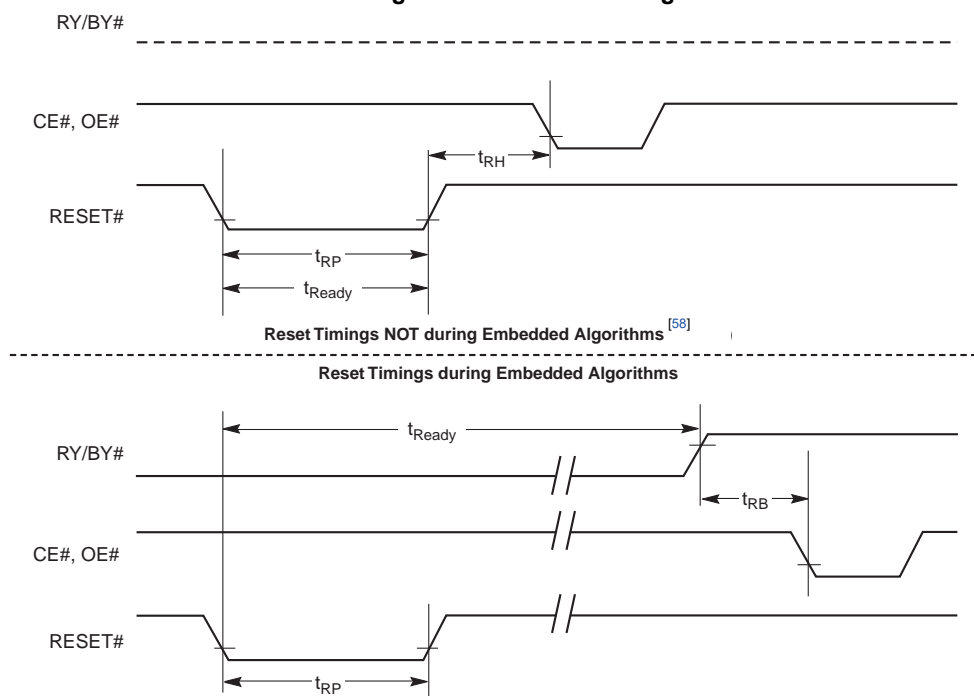 RY/BY#
CE#, OE#
tRH
RESET#
tRP
tReady
Reset Timings NOT during Embedded Algorithms [58]
Reset Timings during Embedded Algorithms
tReady
RY/BY#
tRB
CE#, OE#
RESET#
tRP